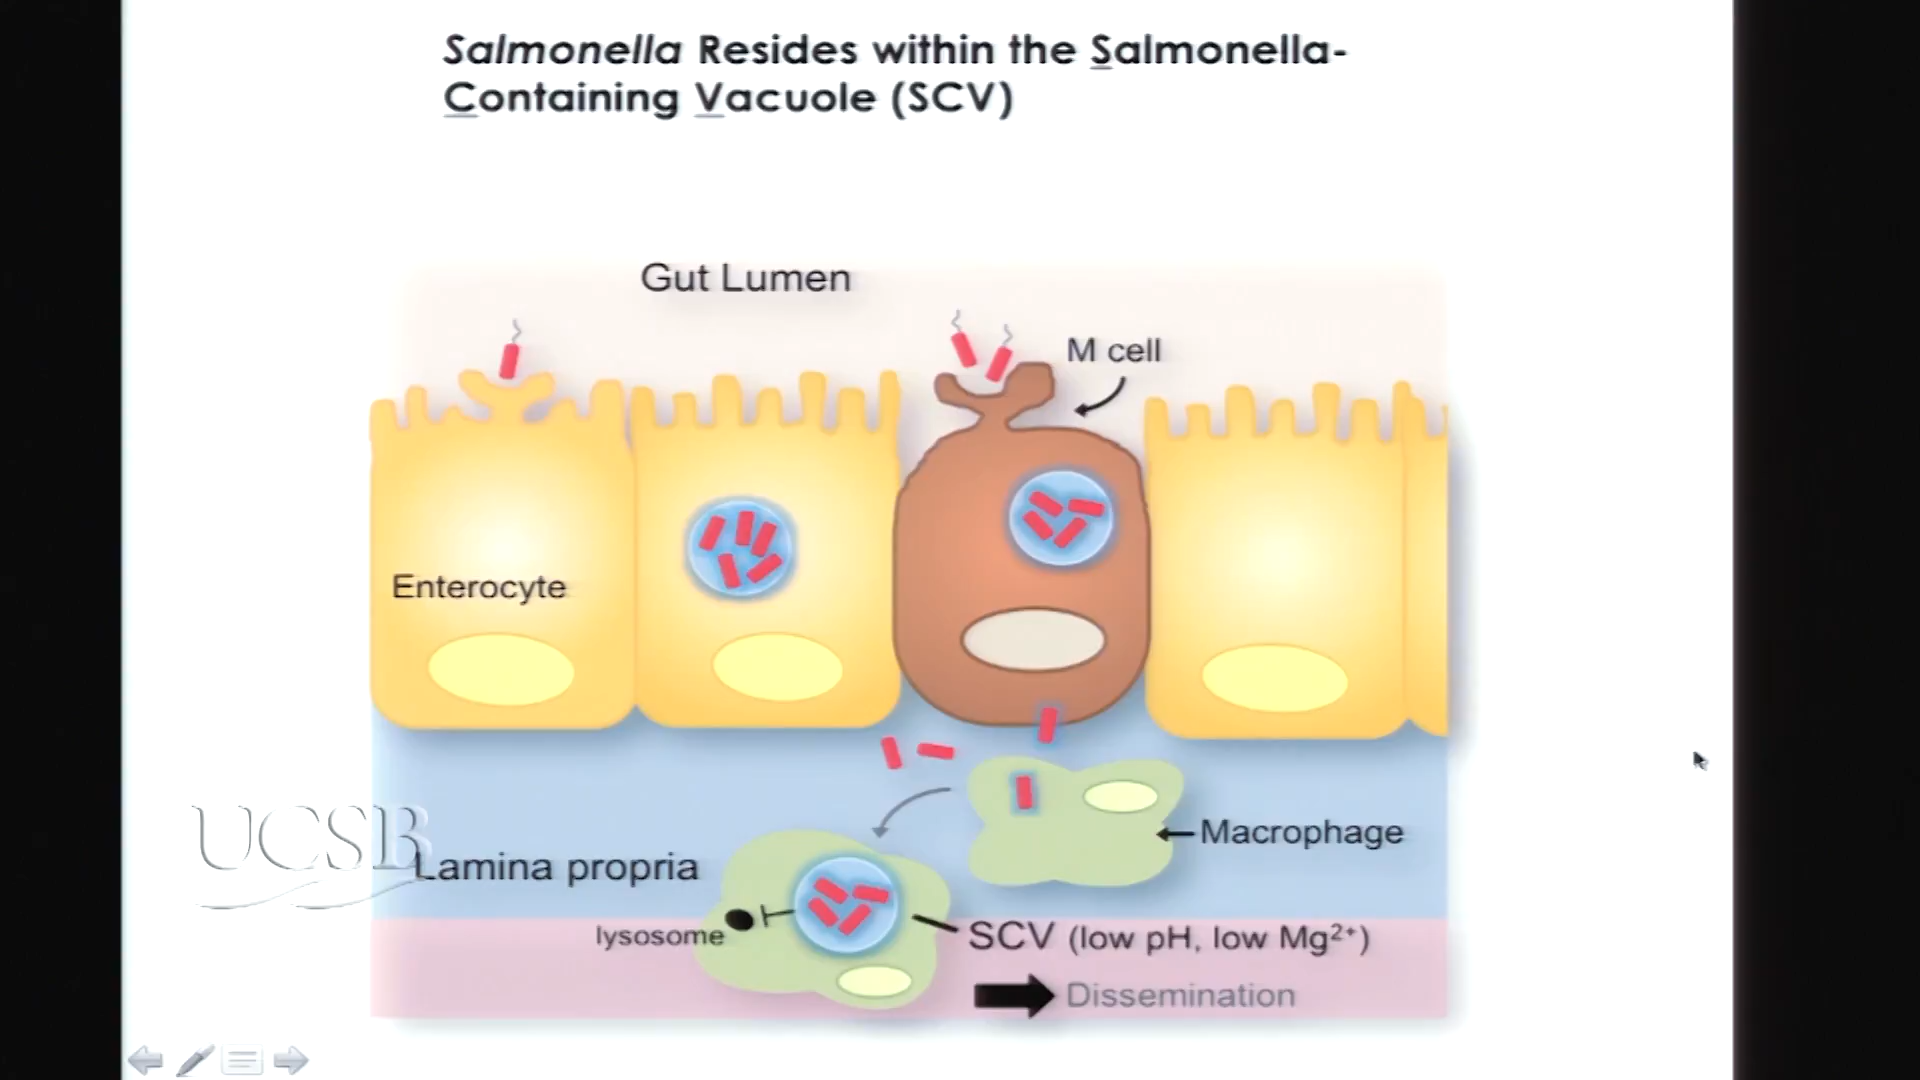 Salmonella Resides within the Salmonella-
Containing Vacuole (SCV)
Gut Lumen
M cell
Enterocyte
Macrophage
UCSB
Lamina propria
lysosome
SCV (low pH, low Mg²⁺)
Dissemination